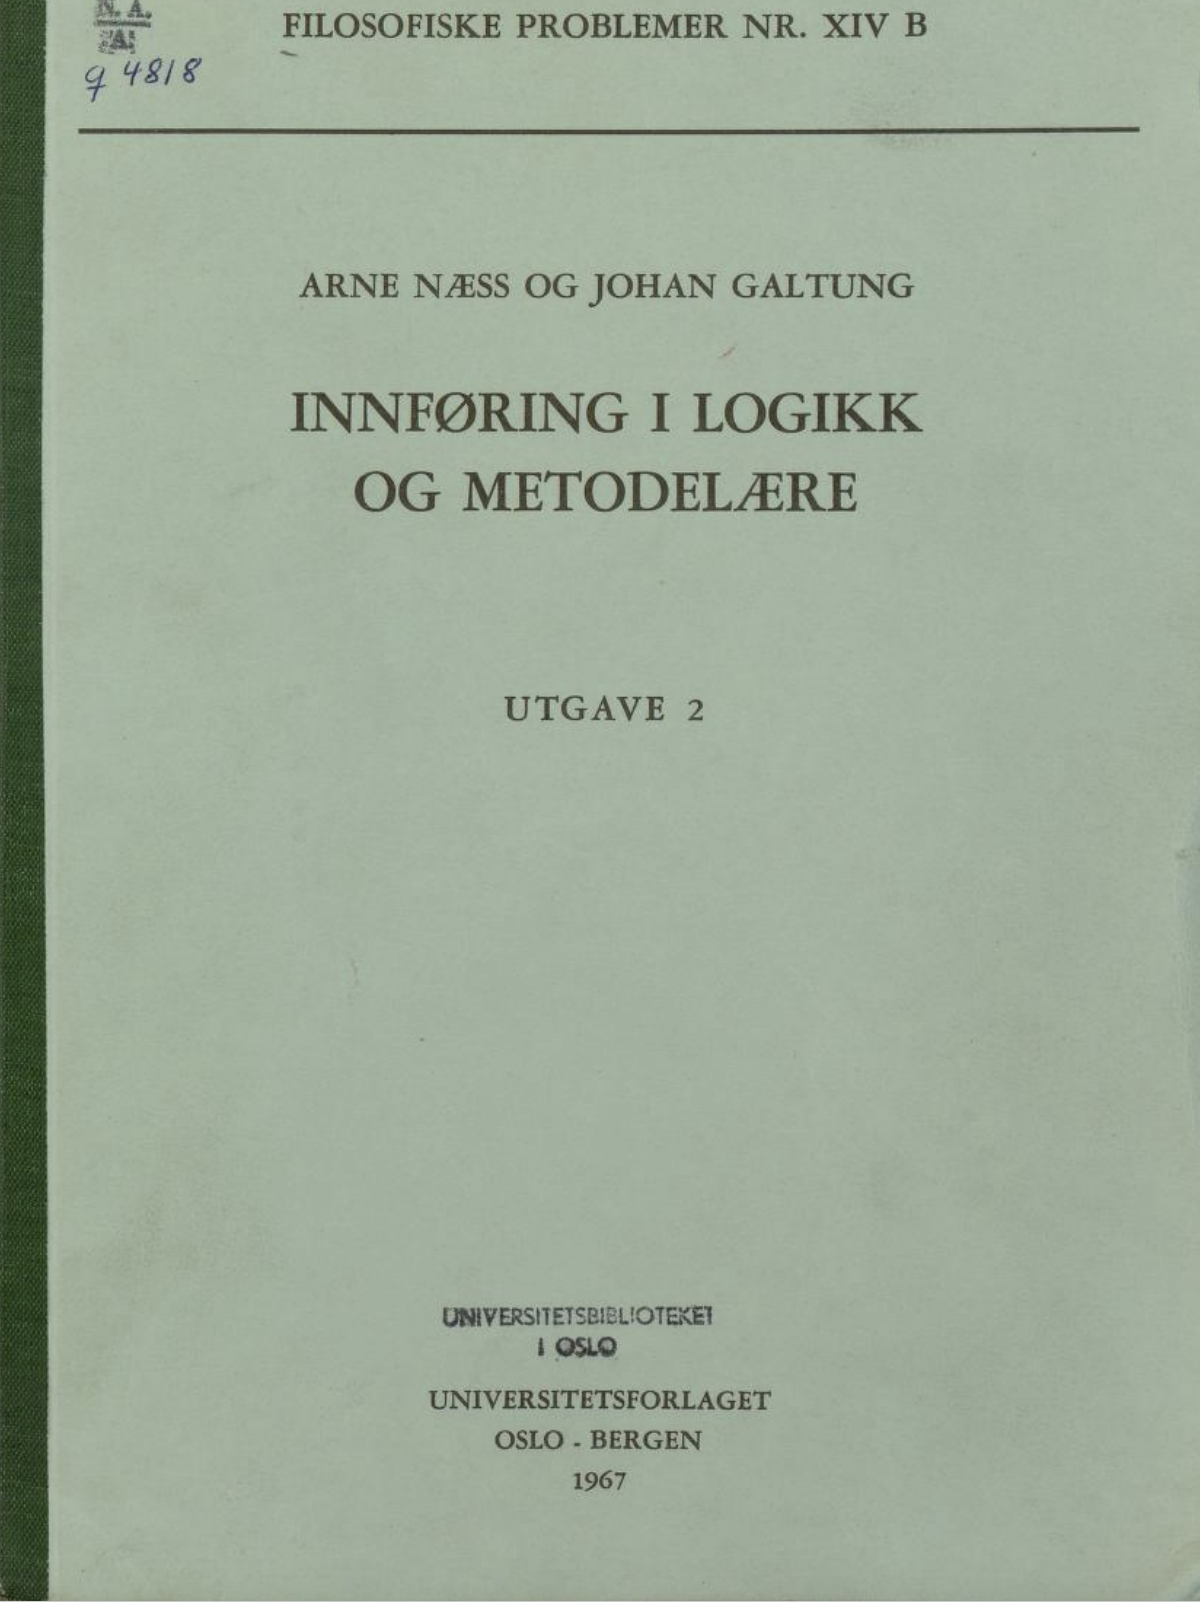 N. A.
A
q 4818
FILOSOFISKE PROBLEMER NR. XIV B
ARNE NÆSS OG JOHAN GALTUNG
INNFØRING I LOGIKK
OG METODELÆRE
UTGAVE 2
UNIVERSITETSBIBLIOTEKET
I OSLO
UNIVERSITETSFORLAGET
OSLO - BERGEN
1967